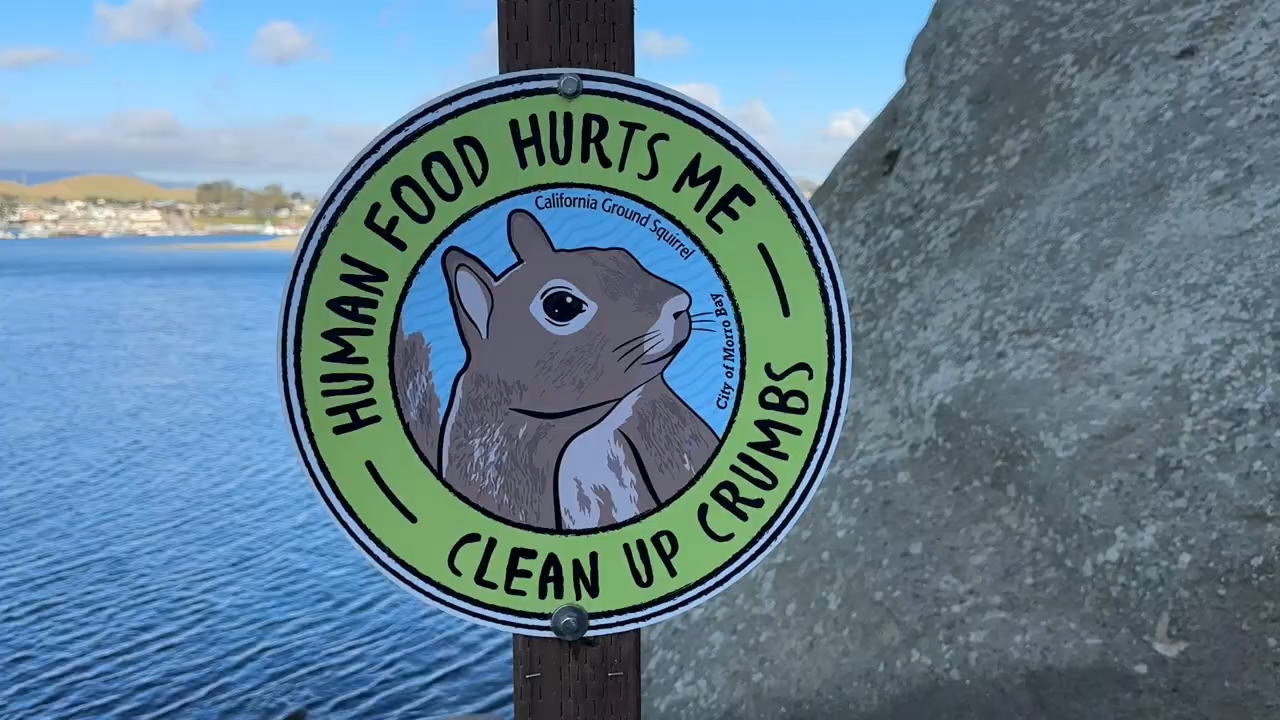 HUMAN FOOD HURTS ME
California Ground Squirrel
City of Morro Bay
CLEAN UP CRUMBS